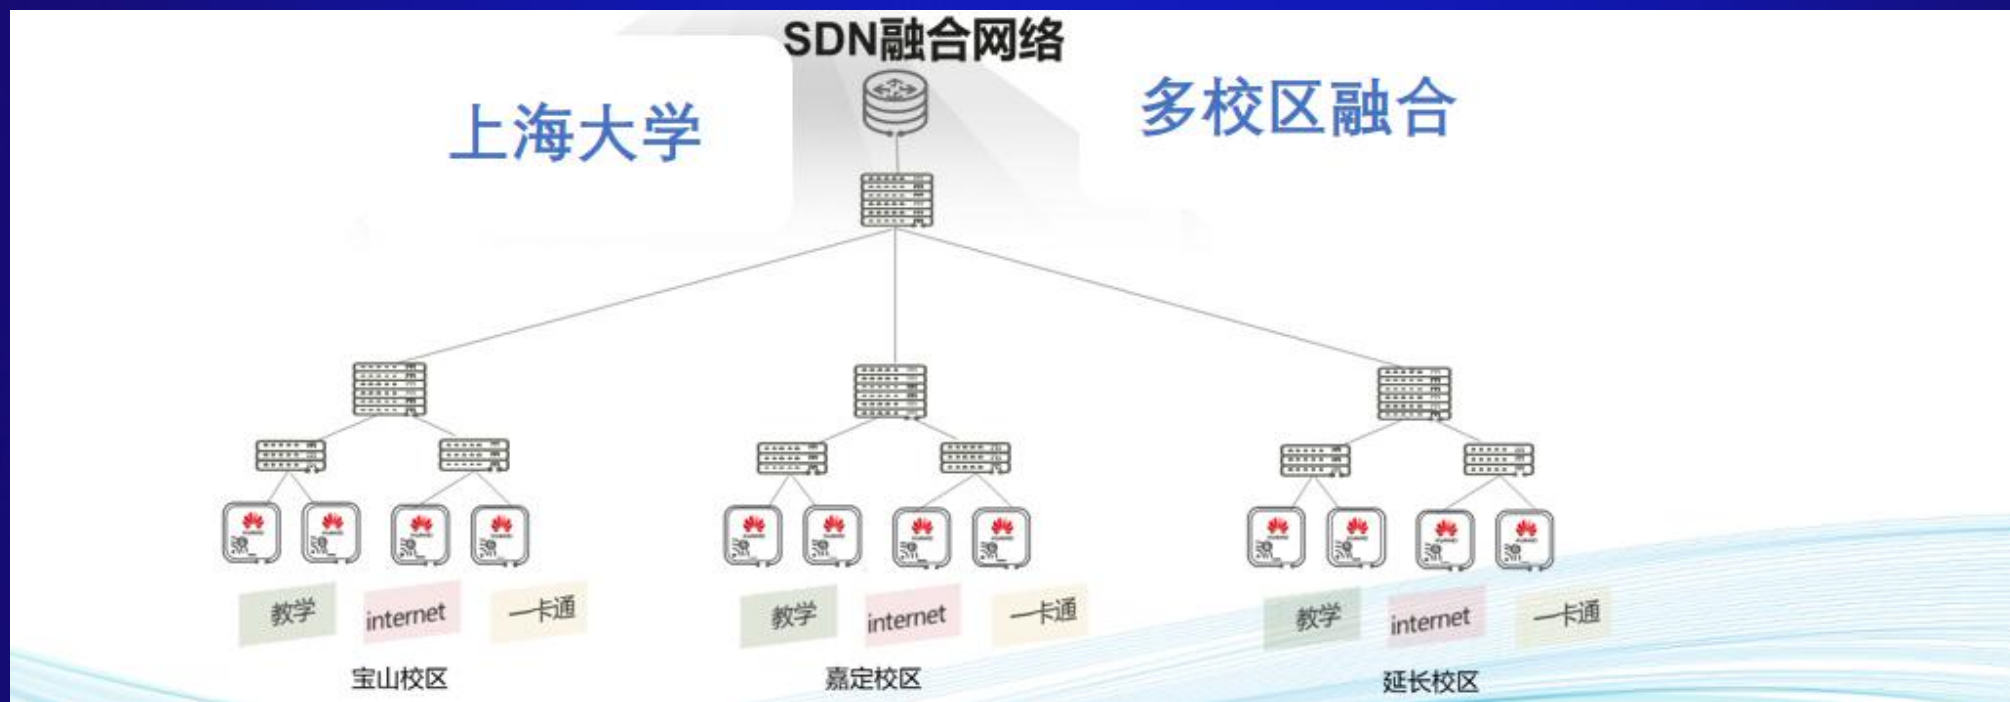 SDN融合网络
上海大学
多校区融合
教学 internet 一卡通
教学 internet 一卡通
教学 internet 一卡通
宝山校区
嘉定校区
延长校区